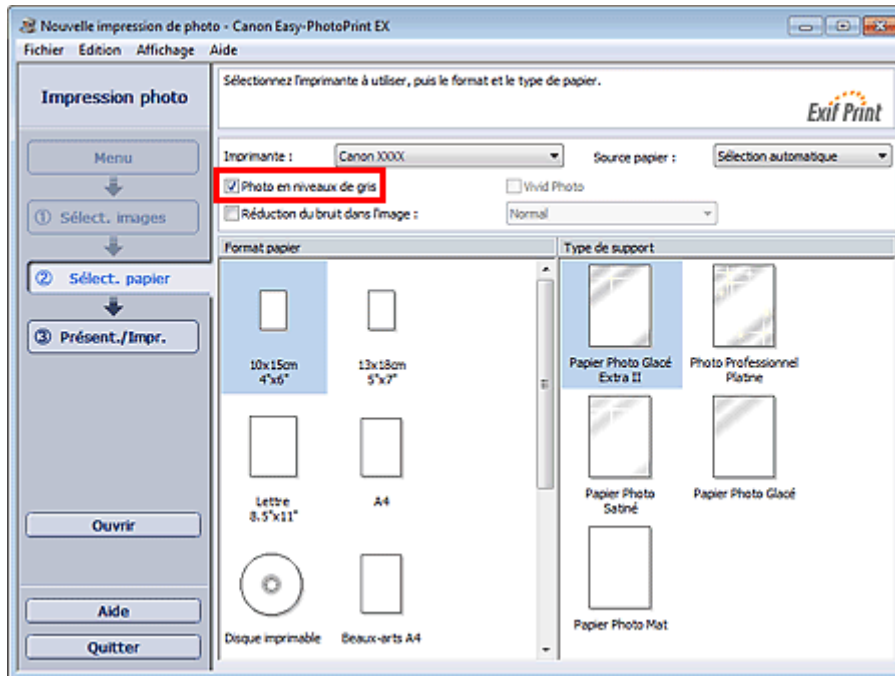 Nouvelle impression de photo - Canon Easy-PhotoPrint EX
Fichier Edition Affichage Aide
Impression photo
Sélectionnez l'imprimante à utiliser, puis le format et le type de papier.
Exif Print
Menu
Imprimante : Canon XXXX Source papier : Sélection automatique
Photo en niveaux de gris Vivid Photo
① Sélect. images
Réduction du bruit dans l'image : Normal
Format papier Type de support
② Sélect. papier
③ Présent./Impr.
10x15cm
4"x6"
13x18cm
5"x7"
Papier Photo Glacé
Extra II
Photo Professionnel
Platine
Lettre
8.5"x11"
A4
Papier Photo
Satiné
Papier Photo Glacé
Ouvrir
Aide
Quitter
Disque imprimable
Beaux-arts A4
Papier Photo Mat